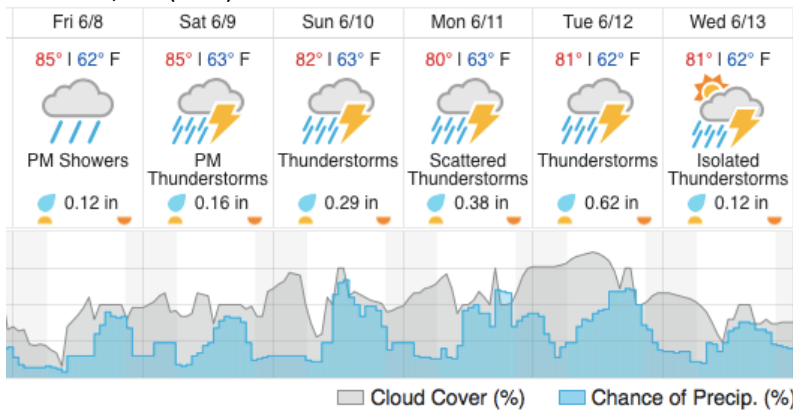 Fri 6/8 Sat 6/9 Sun 6/10 Mon 6/11 Tue 6/12 Wed 6/13
85° | 62° F 85° | 63° F 82° | 63° F 80° | 63° F 81° | 62° F 81° | 62° F
PM Showers PM Thunderstorms Thunderstorms Scattered Thunderstorms Thunderstorms Isolated Thunderstorms
0.12 in 0.16 in 0.29 in 0.38 in 0.62 in 0.12 in
Cloud Cover (%) Chance of Precip. (%)